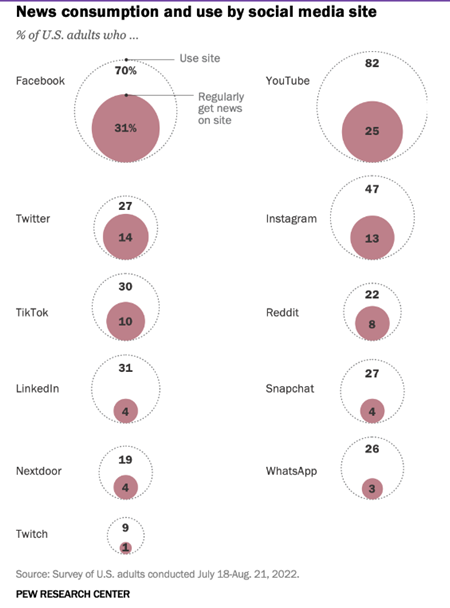 News consumption and use by social media site
% of U.S. adults who ...
Facebook
70%
Use site
31%
Regularly
get news
on site
YouTube
82
25
Twitter
27
14
Instagram
47
13
TikTok
30
10
Reddit
22
8
LinkedIn
31
4
Snapchat
27
4
Nextdoor
19
4
WhatsApp
26
3
Twitch
9
1
Source: Survey of U.S. adults conducted July 18-Aug. 21, 2022.
PEW RESEARCH CENTER